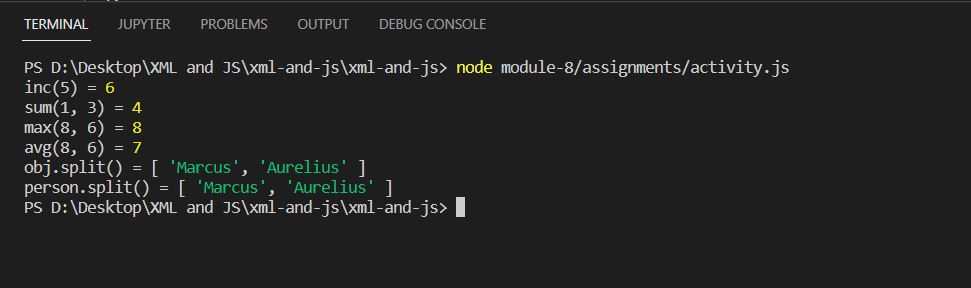 TERMINAL JUPYTER PROBLEMS OUTPUT DEBUG CONSOLE
PS D:\Desktop\XML and JS\xml-and-js\xml-and-js> node module-8/assignments/activity.js
inc(5) = 6
sum(1, 3) = 4
max(8, 6) = 8
avg(8, 6) = 7
obj.split() = [ 'Marcus', 'Aurelius' ]
person.split() = [ 'Marcus', 'Aurelius' ]
PS D:\Desktop\XML and JS\xml-and-js\xml-and-js>